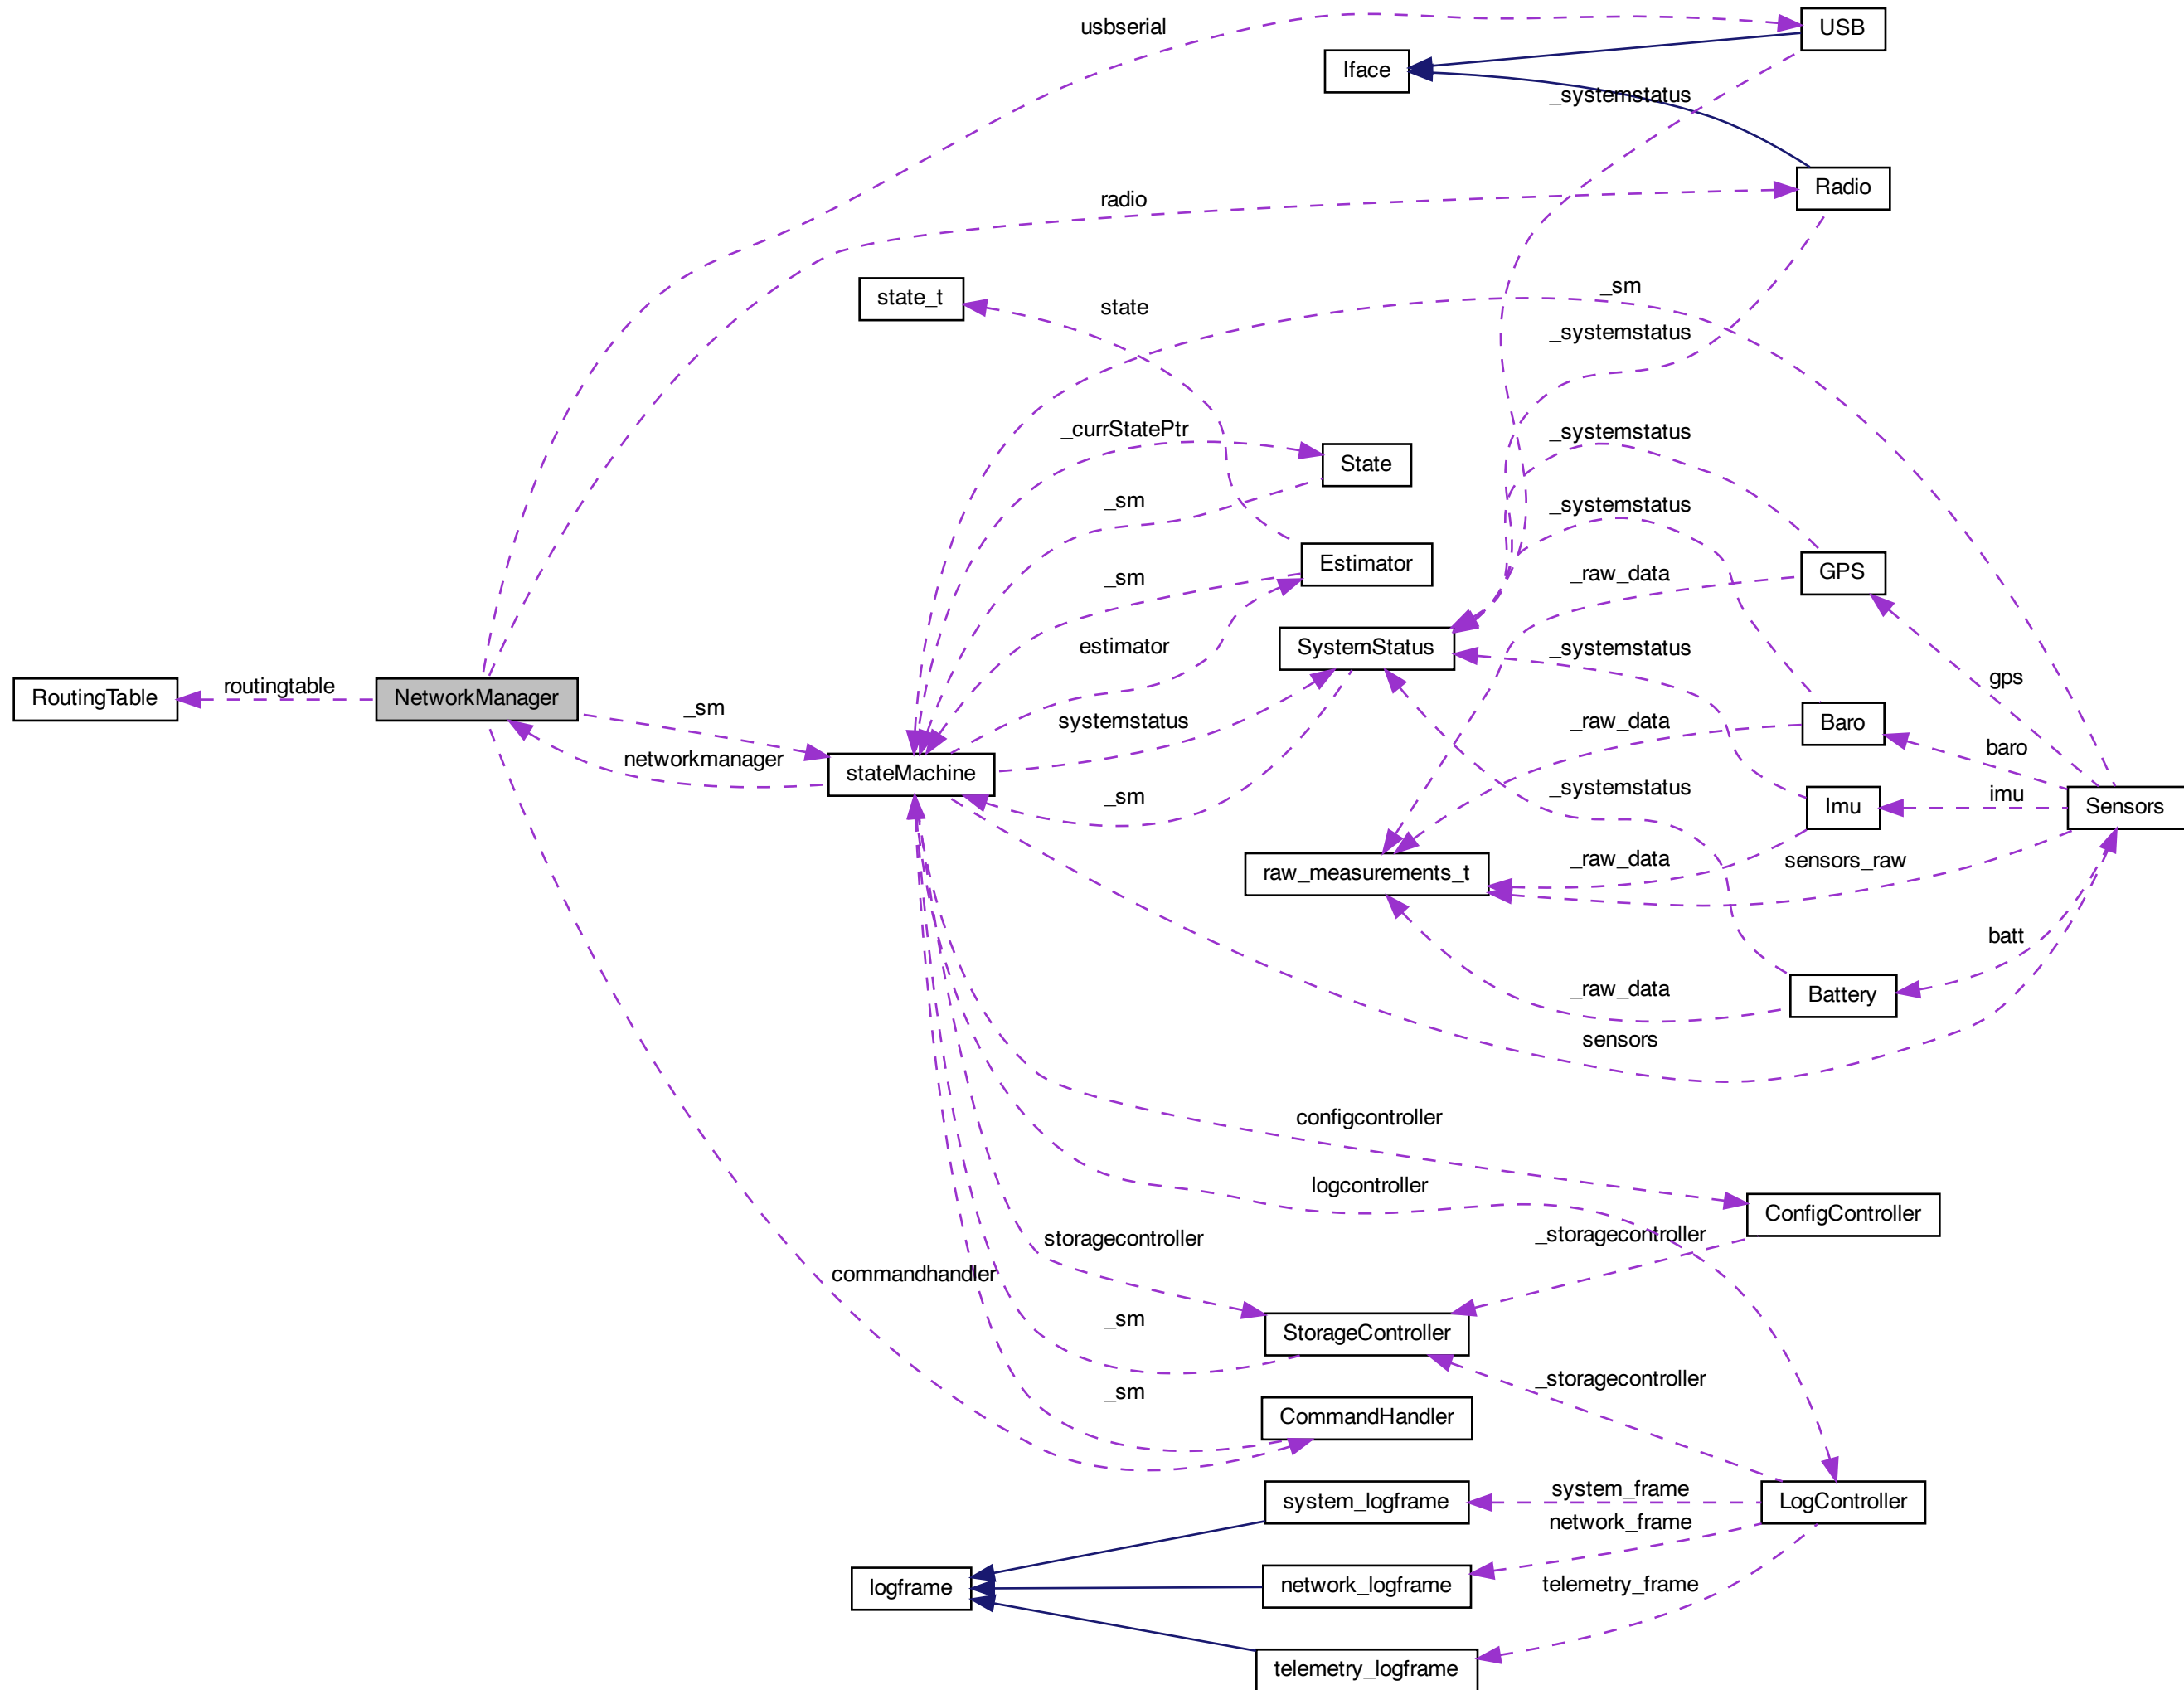 usbserial
USB
Iface
_systemstatus
Radio
radio
_sm
state_t
state
_systemstatus
_currStatePtr
_systemstatus
State
_sm
_systemstatus
Estimator
GPS
_sm
_raw_data
estimator
SystemStatus
_systemstatus
gps
RoutingTable
routingtable
NetworkManager
_sm
systemstatus
_raw_data
Baro
baro
networkmanager
stateMachine
_sm
_systemstatus
Imu
imu
Sensors
raw_measurements_t
_raw_data
sensors_raw
batt
_raw_data
Battery
sensors
configcontroller
logcontroller
ConfigController
storagecontroller
_storagecontroller
commandhandler
_sm
StorageController
_sm
_storagecontroller
CommandHandler
system_logframe
system_frame
LogController
network_frame
logframe
network_logframe
telemetry_frame
telemetry_logframe